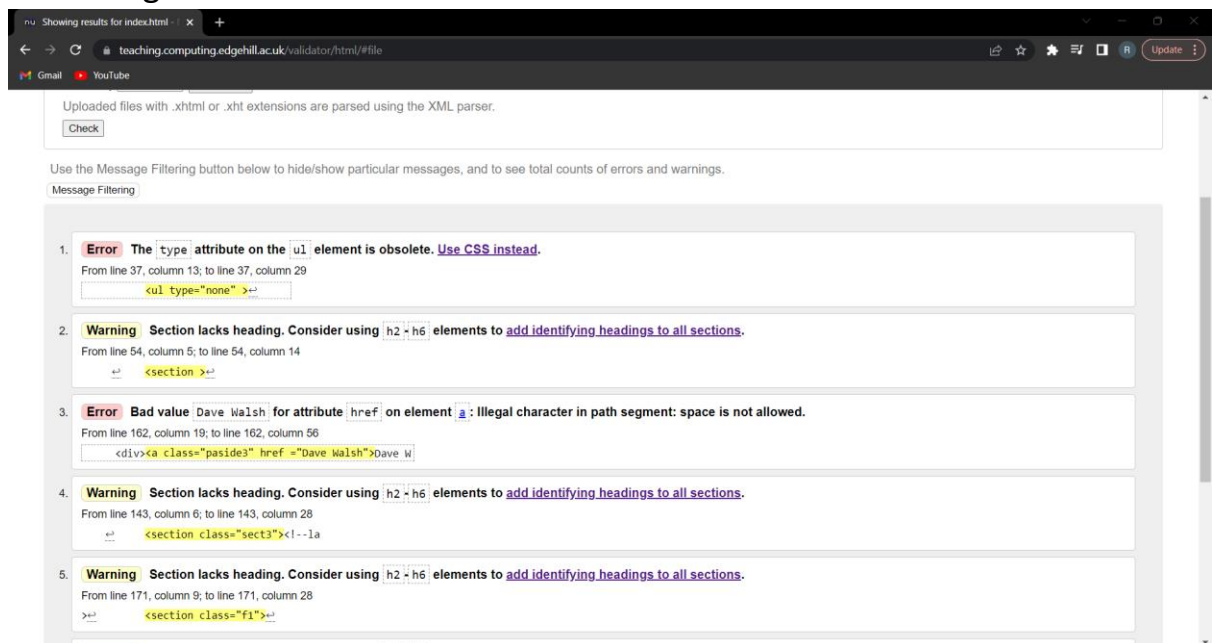 Showing results for index.html -
teaching.computing.edgehill.ac.uk/validator/html/#file
R
Update
Gmail
YouTube
Uploaded files with .xhtml or .xht extensions are parsed using the XML parser.
Check
Use the Message Filtering button below to hide/show particular messages, and to see total counts of errors and warnings.
Message Filtering
1. Error The type attribute on the ul element is obsolete. Use CSS instead.
From line 37, column 13; to line 37, column 29
<ul type="none" >↩
2. Warning Section lacks heading. Consider using h2-h6 elements to add identifying headings to all sections.
From line 54, column 5; to line 54, column 14
↩ <section >↩
3. Error Bad value Dave Walsh for attribute href on element a: Illegal character in path segment: space is not allowed.
From line 162, column 19; to line 162, column 56
<div><a class="paside3" href ="Dave Walsh">Dave W
4. Warning Section lacks heading. Consider using h2-h6 elements to add identifying headings to all sections.
From line 143, column 6; to line 143, column 28
↩ <section class="sect3"><!--la
5. Warning Section lacks heading. Consider using h2-h6 elements to add identifying headings to all sections.
From line 171, column 9; to line 171, column 28
>↩ <section class="f1">↩